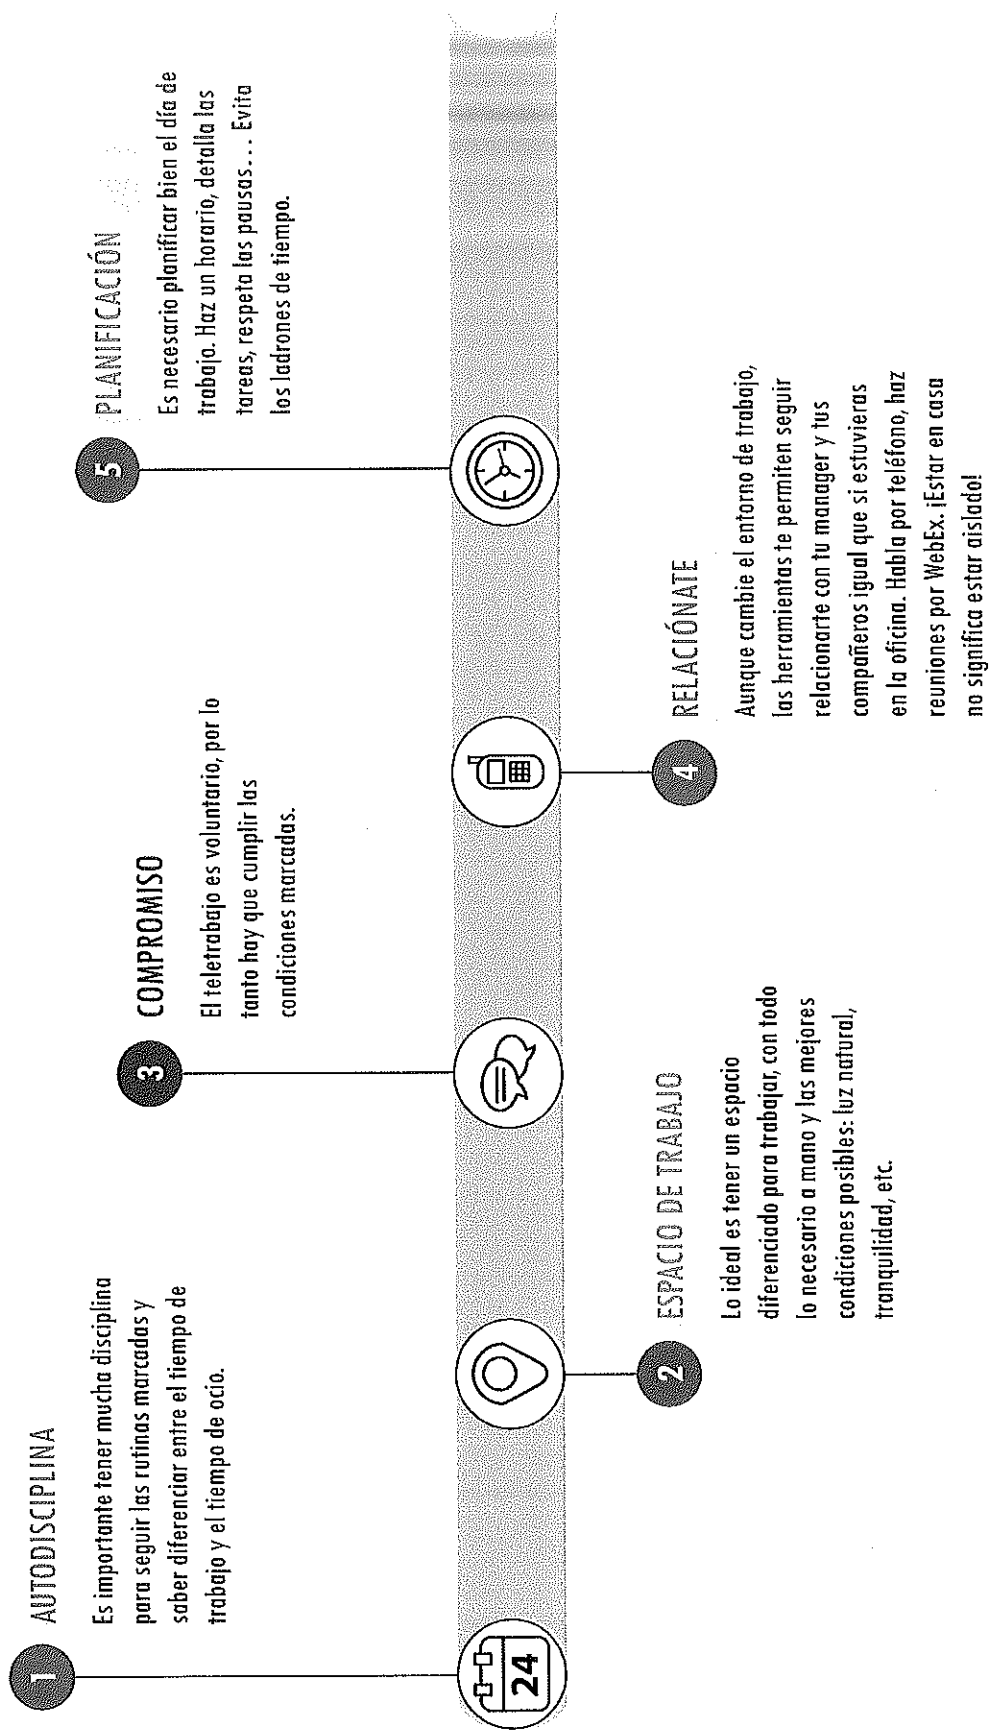 1
AUTODISCIPLINA
Es importante tener mucha disciplina
para seguir las rutinas marcadas y
saber diferenciar entre el tiempo de
trabajo y el tiempo de ocio.
24
2
ESPACIO DE TRABAJO
Lo ideal es tener un espacio
diferenciado para trabajar, con todo
lo necesario a mano y las mejores
condiciones posibles: luz natural,
tranquilidad, etc.
3
COMPROMISO
El teletrabajo es voluntario, por lo
tanto hay que cumplir las
condiciones marcadas.
4
RELACIÓNATE
Aunque cambie el entorno de trabajo,
las herramientas te permiten seguir
relacionarte con tu manager y tus
compañeros igual que si estuvieras
en la oficina. Habla por teléfono, haz
reuniones por WebEx. ¡Estar en casa
no significa estar aislado!
5
PLANIFICACIÓN
Es necesario planificar bien el día de
trabajo. Haz un horario, detalla las
tareas, respeta las pausas... Evita
los ladrones de tiempo.